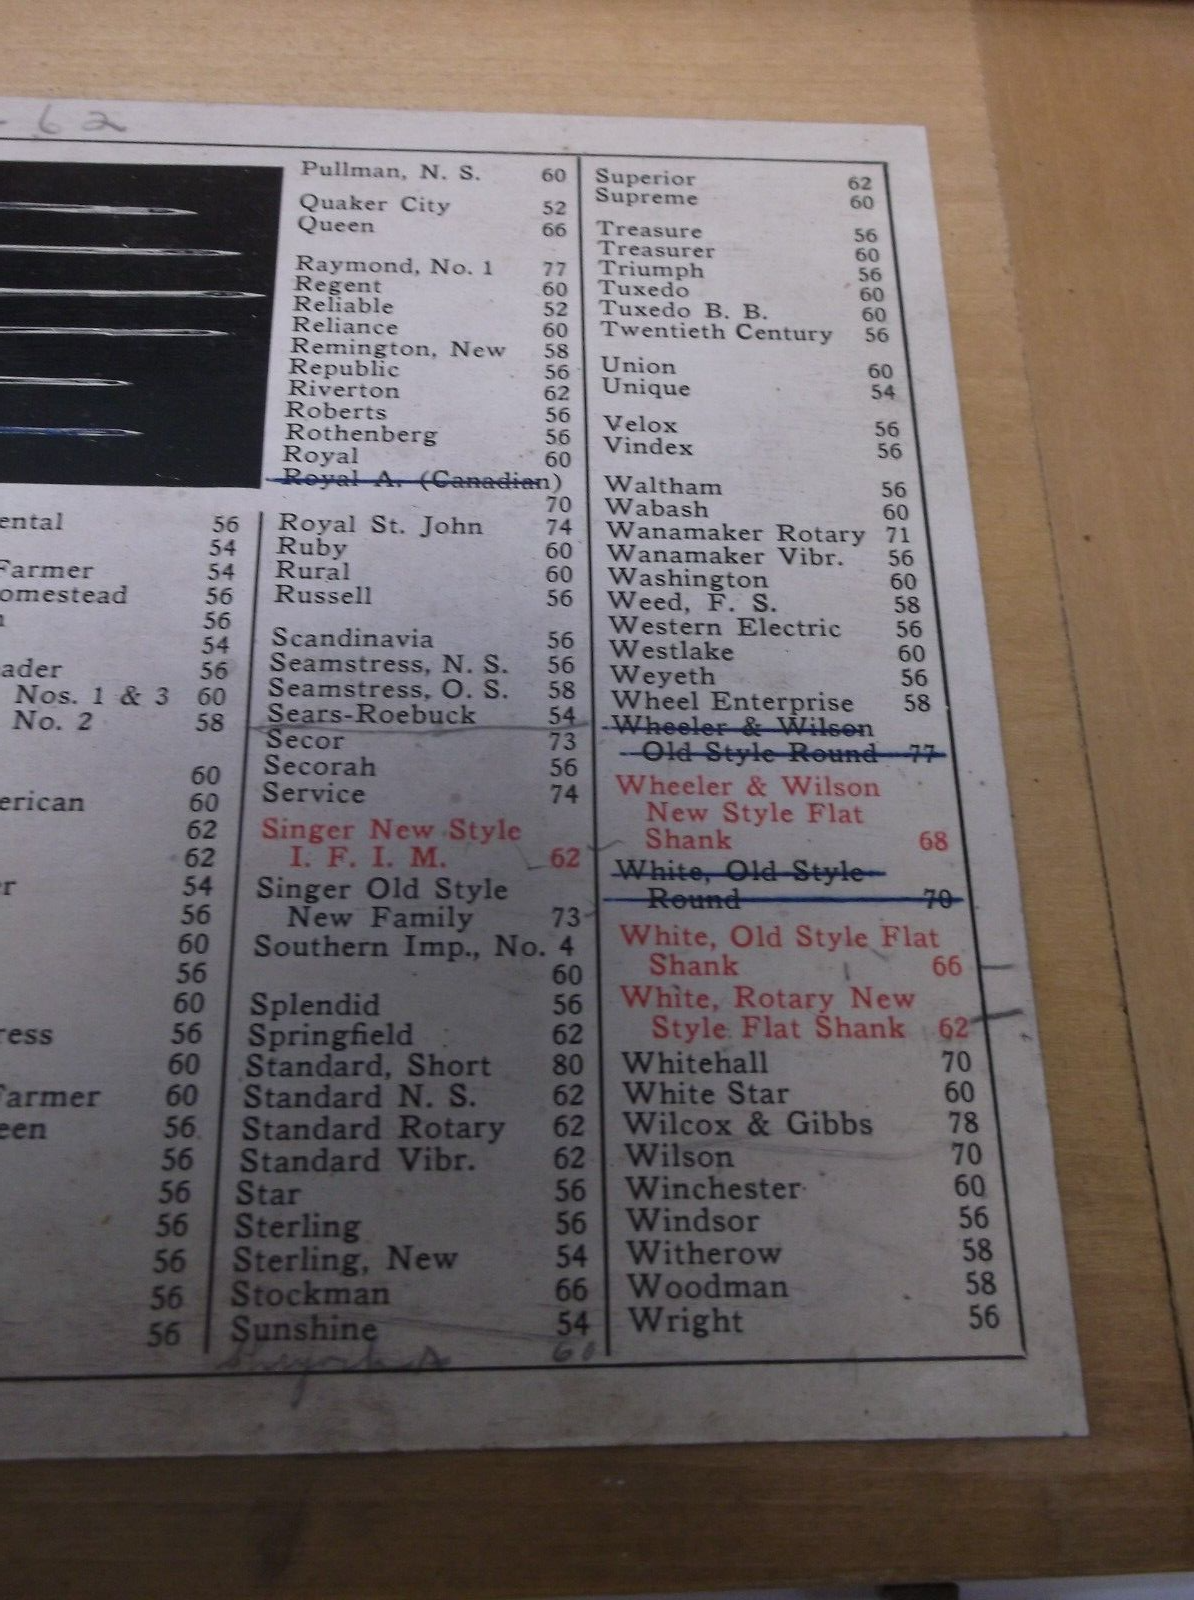 - 62
Pullman, N. S. 60
Quaker City 52
Queen 66
Raymond, No. 1 77
Regent 60
Reliable 52
Reliance 60
Remington, New 58
Republic 56
Riverton 62
Roberts 56
Rothenberg 56
Royal 60
Royal A. (Canadian)
70
Royal St. John 74
Ruby 60
Rural 60
Russell 56
Scandinavia 56
Seamstress, N. S. 56
Seamstress, O. S. 58
Sears-Roebuck 54
Secor 73
Secorah 56
Service 74
Singer New Style
I. F. I. M. 62
Singer Old Style
New Family 73
Southern Imp., No. 4
60
Splendid 56
Springfield 62
Standard, Short 80
Standard N. S. 62
Standard Rotary 62
Standard Vibr. 62
Star 56
Sterling 56
Sterling, New 54
Stockman 66
Sunshine 54
60
Superior 62
Supreme 60
Treasure 56
Treasurer 60
Triumph 56
Tuxedo 60
Tuxedo B. B. 60
Twentieth Century 56
Union 60
Unique 54
Velox 56
Vindex 56
Waltham 56
Wabash 60
Wanamaker Rotary 71
Wanamaker Vibr. 56
Washington 60
Weed, F. S. 58
Western Electric 56
Westlake 60
Weyeth 56
Wheel Enterprise 58
Wheeler & Wilson
Old Style Round 77
Wheeler & Wilson
New Style Flat
Shank 68
White, Old Style
Round 70
White, Old Style Flat
Shank 66
White, Rotary New
Style Flat Shank 62
Whitehall 70
White Star 60
Wilcox & Gibbs 78
Wilson 70
Winchester 60
Windsor 56
Witherow 58
Woodman 58
Wright 56
ental 56
54
Farmer 54
omestead 56
56
54
ader 56
Nos. 1 & 3 60
No. 2 58
60
erican 60
62
62
r 54
56
60
56
60
ress 56
60
Farmer 60
een 56
56
56
56
56
56
56